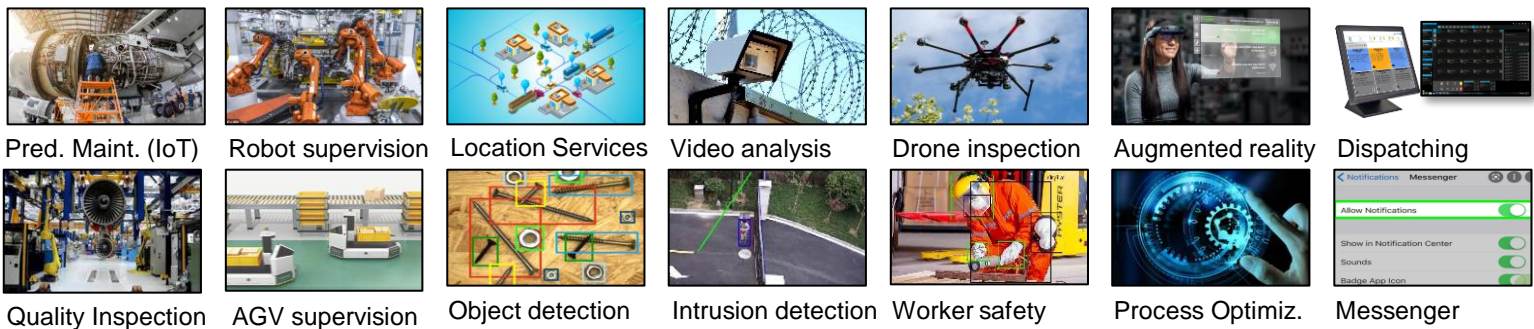 Pred. Maint. (IoT)
Robot supervision
Location Services
Video analysis
Drone inspection
Augmented reality
Dispatching
Quality Inspection
AGV supervision
Object detection
Intrusion detection
Worker safety
Process Optimiz.
Messenger
YSTER
Notifications Messenger
Allow Notifications
Show in Notification Center
Sounds
Badge App Icon